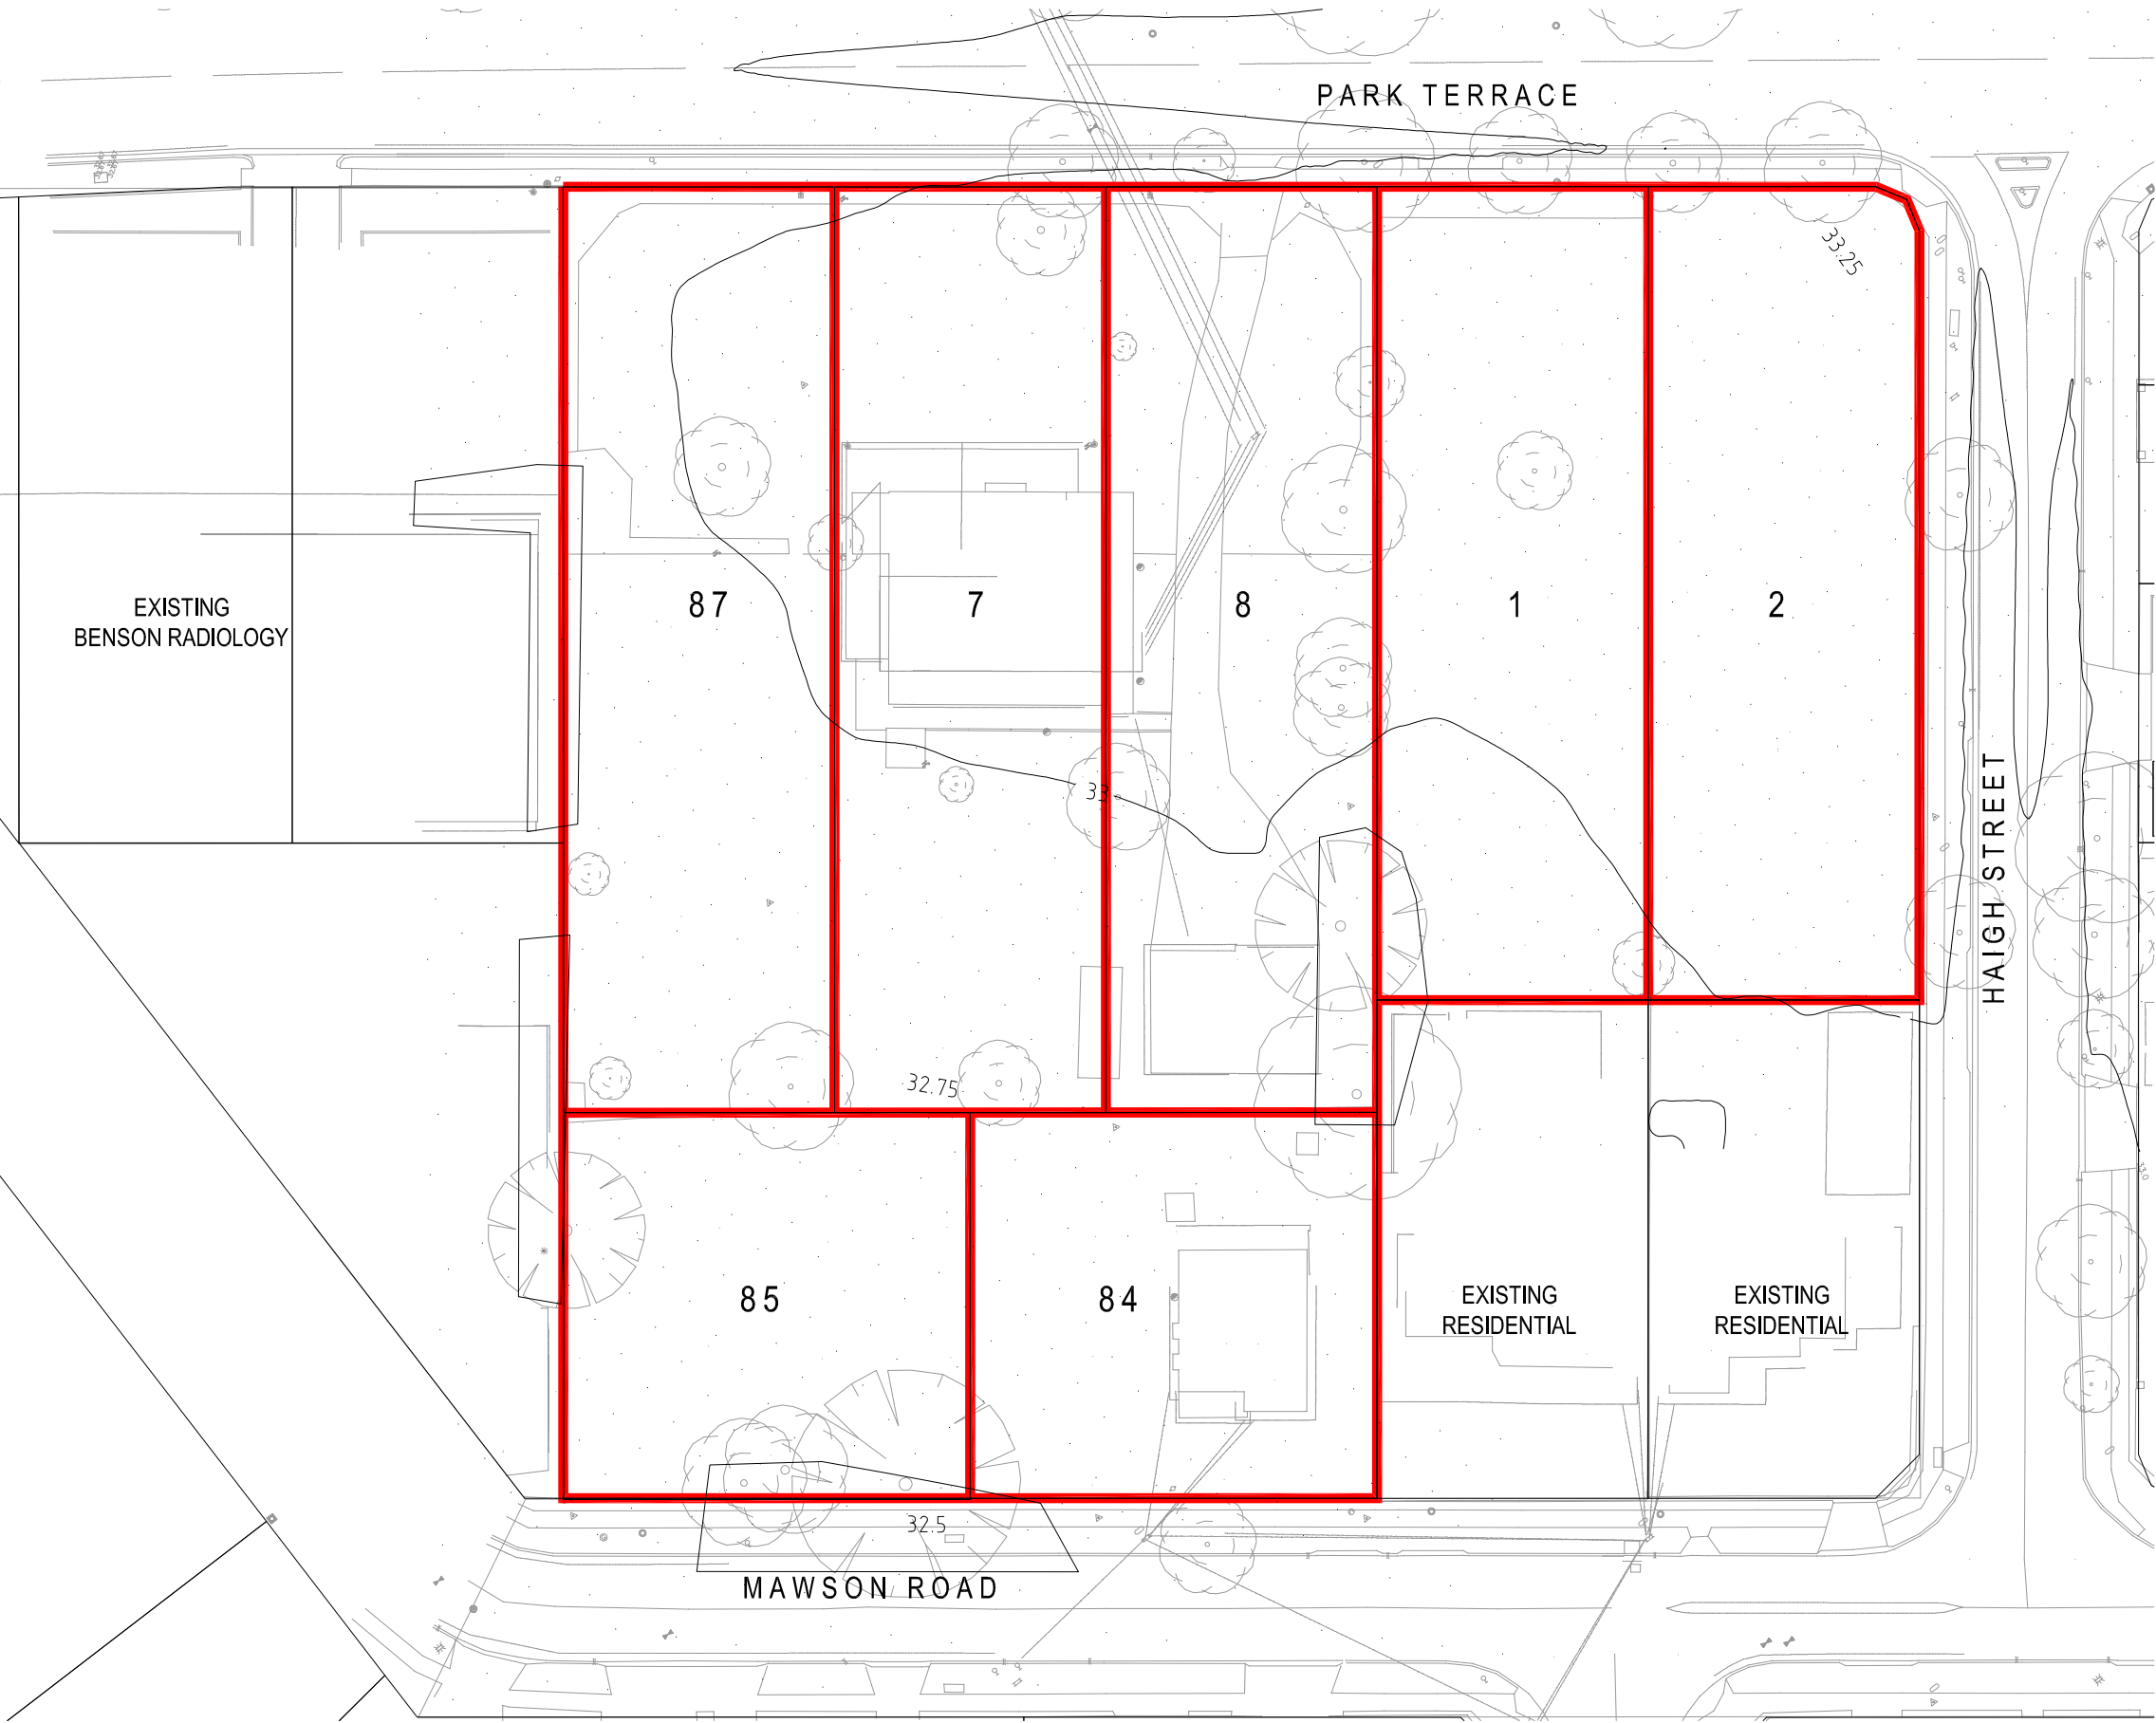 PARK TERRACE
33.25
EXISTING
BENSON RADIOLOGY
87
7
8
1
2
33
HAIGH STREET
32.75
85
84
EXISTING
RESIDENTIAL
EXISTING
RESIDENTIAL
32.5
MAWSON ROAD